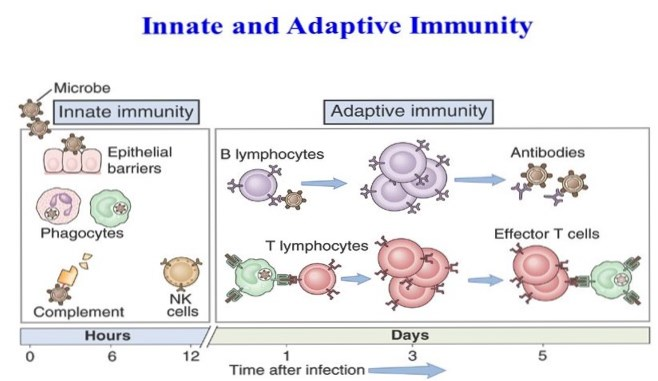 Innate and Adaptive Immunity
Microbe
Innate immunity
Adaptive immunity
Epithelial
barriers
Phagocytes
Complement
NK
cells
B lymphocytes
Antibodies
T lymphocytes
Effector T cells
Hours
Days
0
6
12
1
3
5
Time after infection